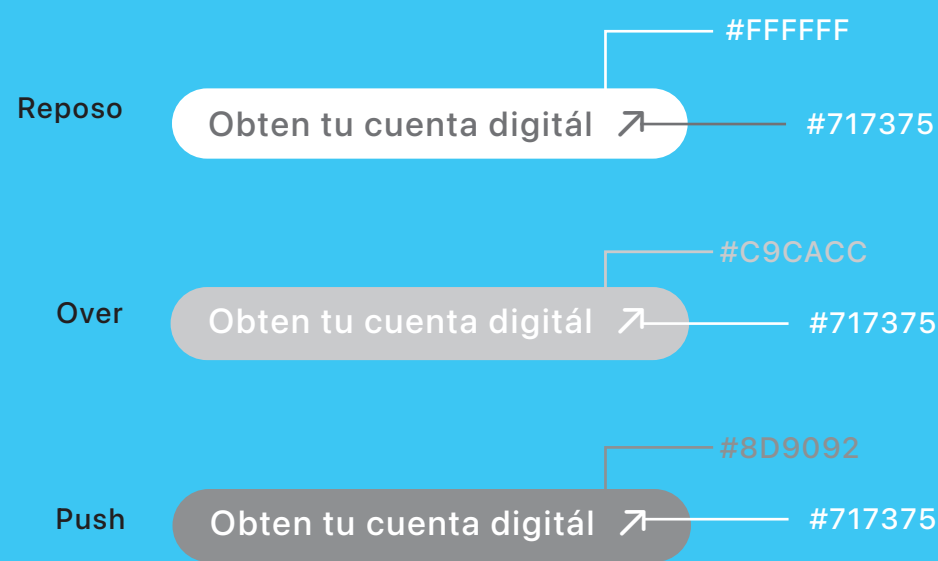 #FFFFFF
Reposo
Obten tu cuenta digitál
#717375
#C9CACC
Over
Obten tu cuenta digitál
#717375
#8D9092
Push
Obten tu cuenta digitál
#717375